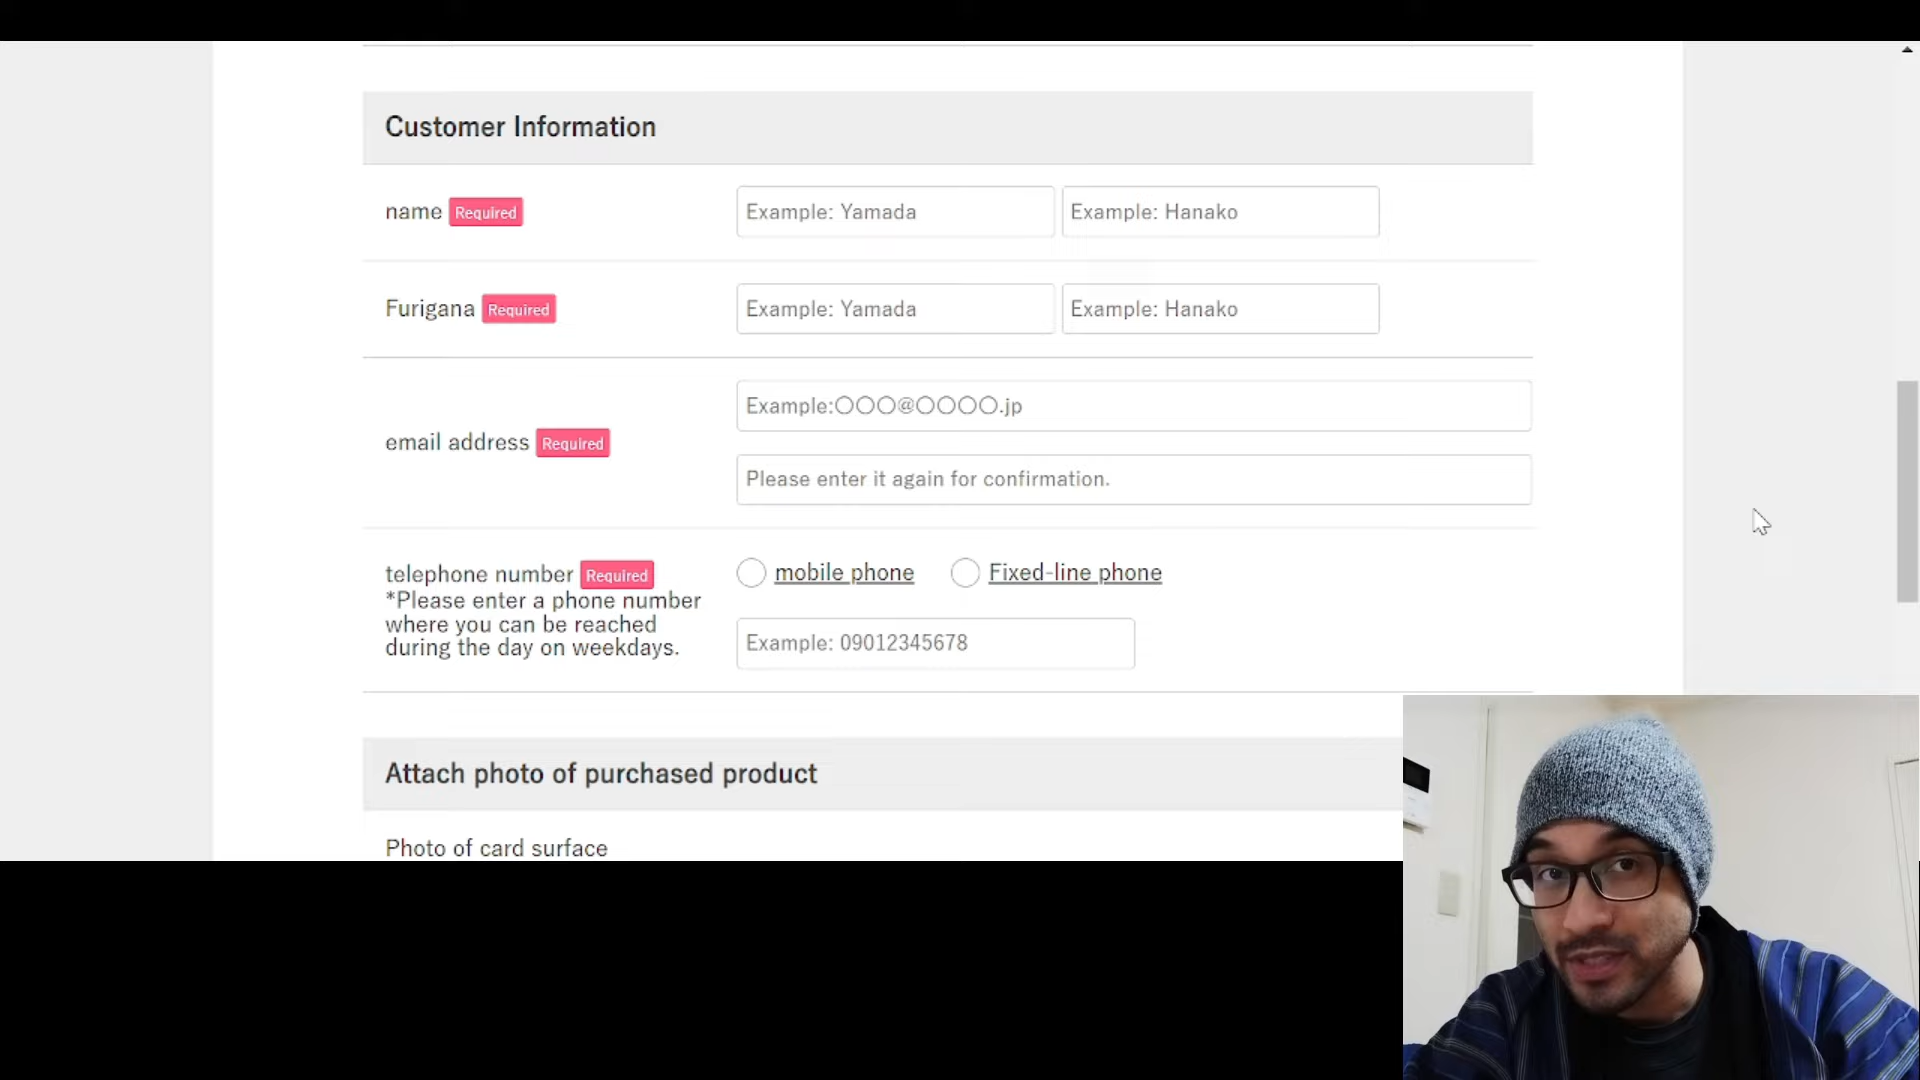 Customer Information
name Required Example: Yamada Example: Hanako
Furigana Required Example: Yamada Example: Hanako
Example:〇〇〇@〇〇〇〇.jp
email address Required
Please enter it again for confirmation.
telephone number Required mobile phone Fixed-line phone
*Please enter a phone number
where you can be reached
during the day on weekdays.
Example: 09012345678
Attach photo of purchased product
Photo of card surface